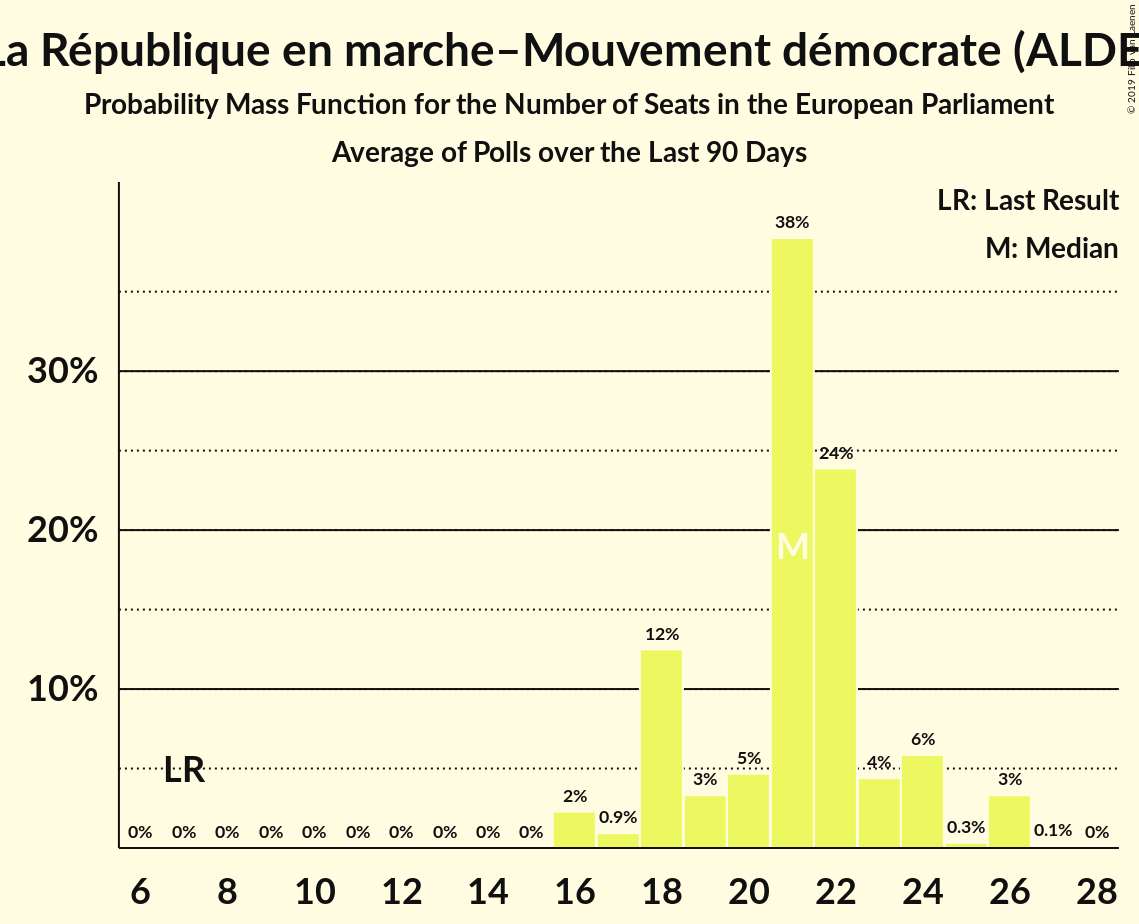 La République en marche–Mouvement démocrate (ALDE
Probability Mass Function for the Number of Seats in the European Parliament
Average of Polls over the Last 90 Days
© 2019 Filip
LR: Last Result
M: Median
38%
30%
24%
20%
M
12%
10%
LR
6%
5%
4%
3%
3%
2%
0.9%
0.3%
0.1%
0% 0% 0% 0% 0% 0% 0% 0% 0% 0% 0%
6 8 10 12 14 16 18 20 22 24 26 28